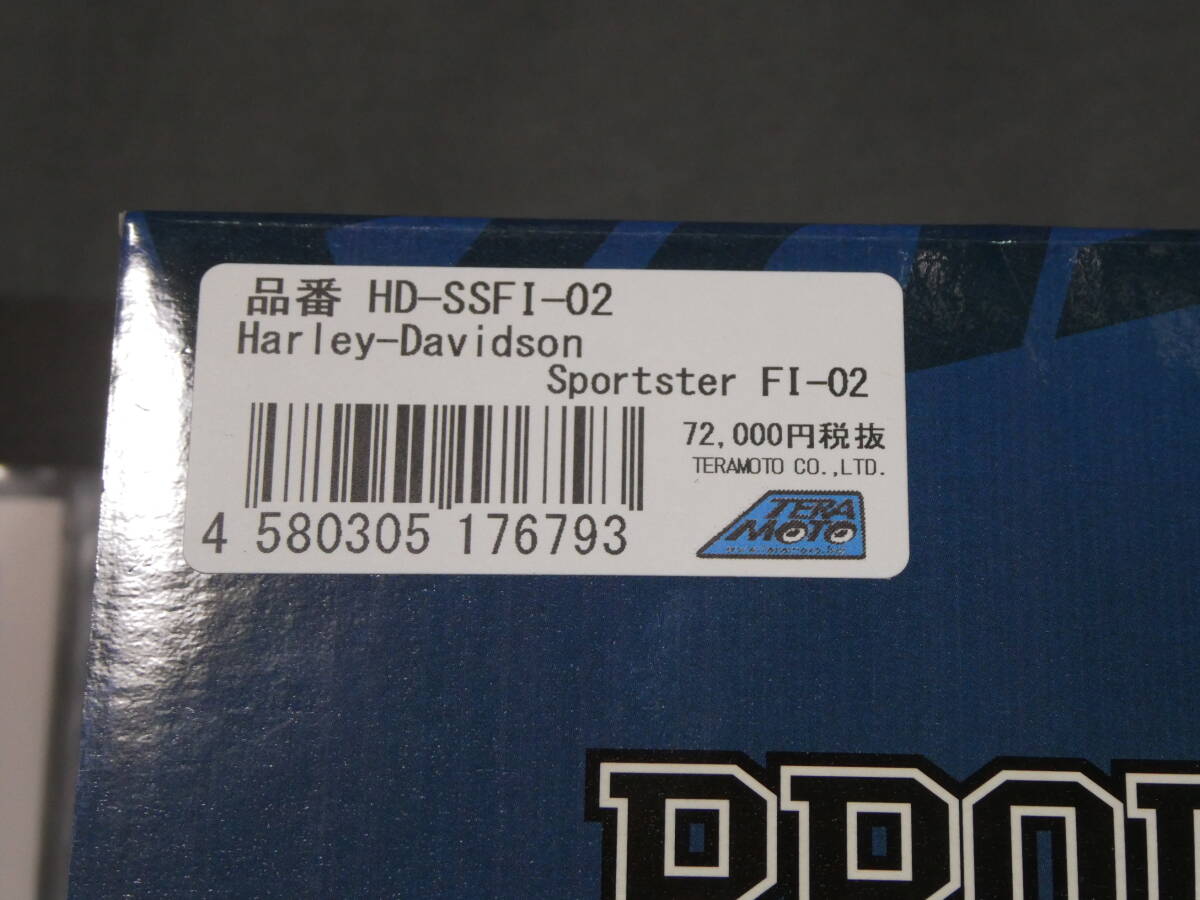 品番 HD-SSFI-02
Harley-Davidson
Sportster FI-02
72,000円税抜
TERAMOTO CO.,LTD.
4 580305 176793
TERA
MOTO